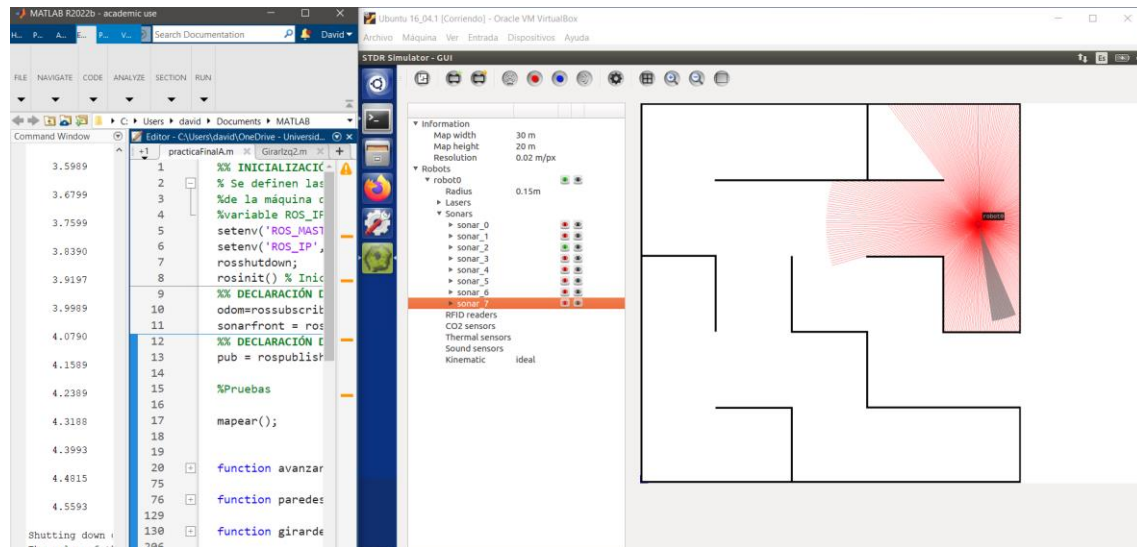 MATLAB R2022b - academic use
H... P... A... E... P... V...
Search Documentation
David
FILE NAVIGATE CODE ANALYZE SECTION RUN
C: Users david Documents MATLAB
Command Window
3.5989
3.6799
3.7599
3.8390
3.9197
3.9989
4.0790
4.1589
4.2389
4.3188
4.3993
4.4815
4.5593
Shutting down
Editor - C:\Users\david\OneDrive - Universid...
+1 practicaFinalA.m GirarIzq2.m +
1 %% INICIALIZACIÓ
2 % Se definen las
3 %de la máquina
4 %variable ROS_IP
5 setenv('ROS_MAST
6 setenv('ROS_IP',
7 rosshutdown;
8 rosinit() % Inic
9 %% DECLARACIÓN D
10 odom=rossubscrib
11 sonarfront = ros
12 %% DECLARACIÓN D
13 pub = rospublish
14
15 %Pruebas
16
17 mapear();
18
19
20 function avanzar
75
76 function paredes
129
130 function girarde
206
Ubuntu 16_04.1 [Corriendo] - Oracle VM VirtualBox
Archivo Máquina Ver Entrada Dispositivos Ayuda
STDR Simulator - GUI
Es
Information
Map width 30 m
Map height 20 m
Resolution 0.02 m/px
Robots
robot0
Radius 0.15m
Lasers
Sonars
sonar_0
sonar_1
sonar_2
sonar_3
sonar_4
sonar_5
sonar_6
sonar_7
RFID readers
CO2 sensors
Thermal sensors
Sound sensors
Kinematic ideal
robot0